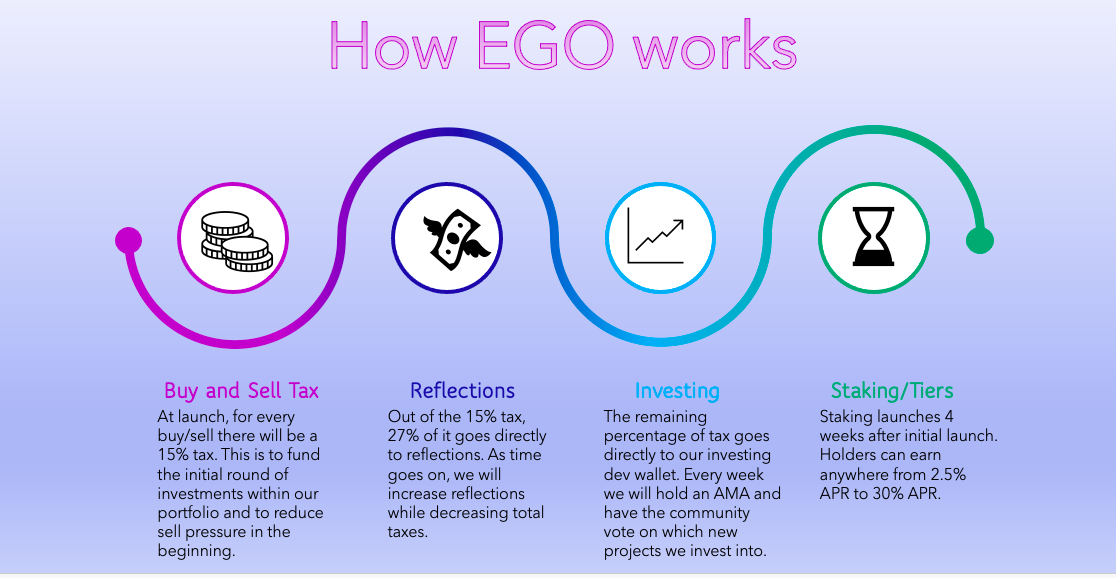 How EGO works
Buy and Sell Tax
At launch, for every
buy/sell there will be a
15% tax. This is to fund
the initial round of
investments within our
portfolio and to reduce
sell pressure in the
beginning.
Reflections
Out of the 15% tax,
27% of it goes directly
to reflections. As time
goes on, we will
increase reflections
while decreasing total
taxes.
Investing
The remaining
percentage of tax goes
directly to our investing
dev wallet. Every week
we will hold an AMA and
have the community
vote on which new
projects we invest into.
Staking/Tiers
Staking launches 4
weeks after initial launch.
Holders can earn
anywhere from 2.5%
APR to 30% APR.